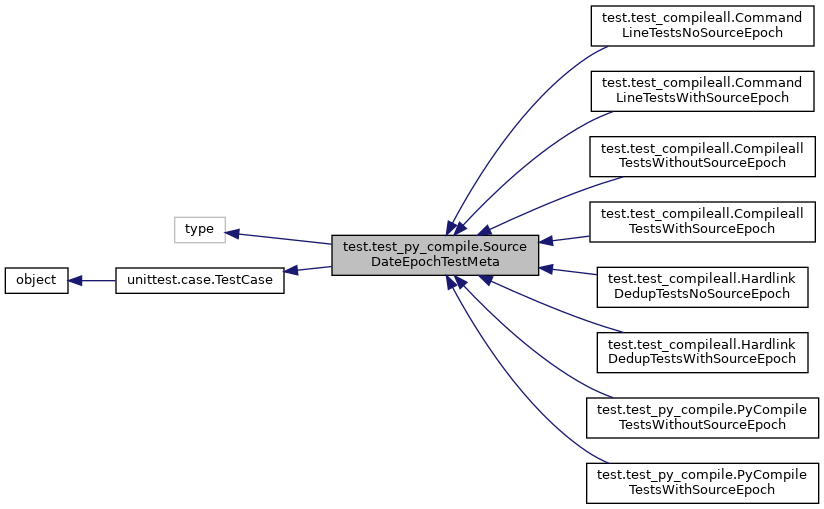 test.test_compileall.Command
LineTestsNoSourceEpoch
test.test_compileall.Command
LineTestsWithSourceEpoch
test.test_compileall.Compileall
TestsWithoutSourceEpoch
test.test_compileall.Compileall
TestsWithSourceEpoch
type
test.test_py_compile.Source
DateEpochTestMeta
object
unittest.case.TestCase
test.test_compileall.Hardlink
DedupTestsNoSourceEpoch
test.test_compileall.Hardlink
DedupTestsWithSourceEpoch
test.test_py_compile.PyCompile
TestsWithoutSourceEpoch
test.test_py_compile.PyCompile
TestsWithSourceEpoch